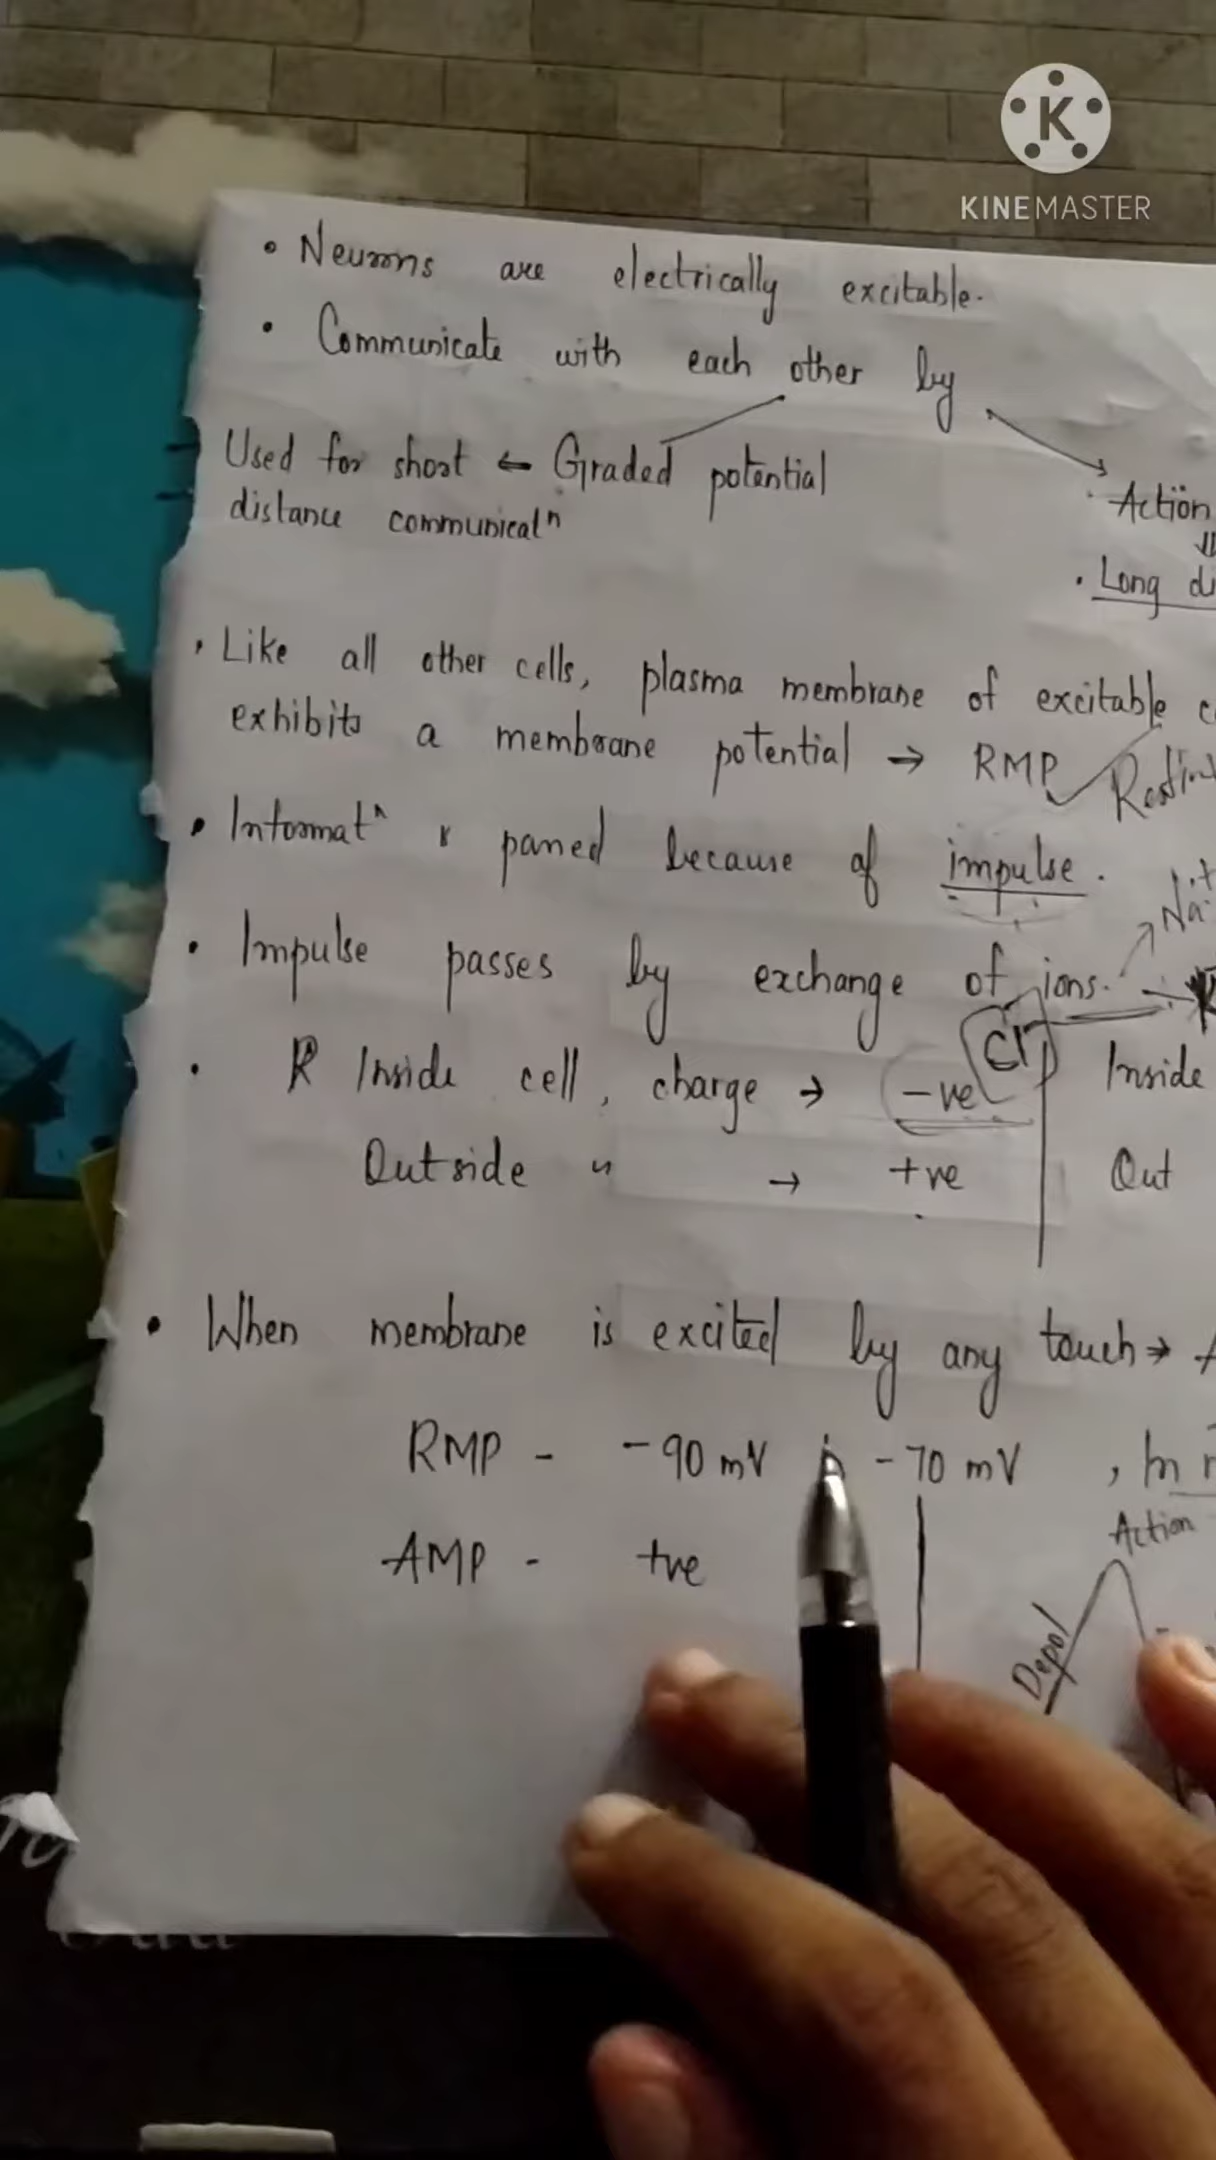 KINEMASTER
• Neurons are electrically excitable.
• Communicate with each other by
Used for short ← Graded potential
distance communicatⁿ
Action
⇓
• Long
• Like all other cells, plasma membrane of excitable
exhibits a membrane potential → RMP
• Informatⁿ paned because of impulse.
Na
• Impulse passes by exchange of ions. →
Cl
• R Inside cell, charge → -ve
Inside
Outside " → +ve
Out
• When membrane is excited by any touch →
RMP - -90 mV -70 mV , In
Action
AMP - +ve
Depol